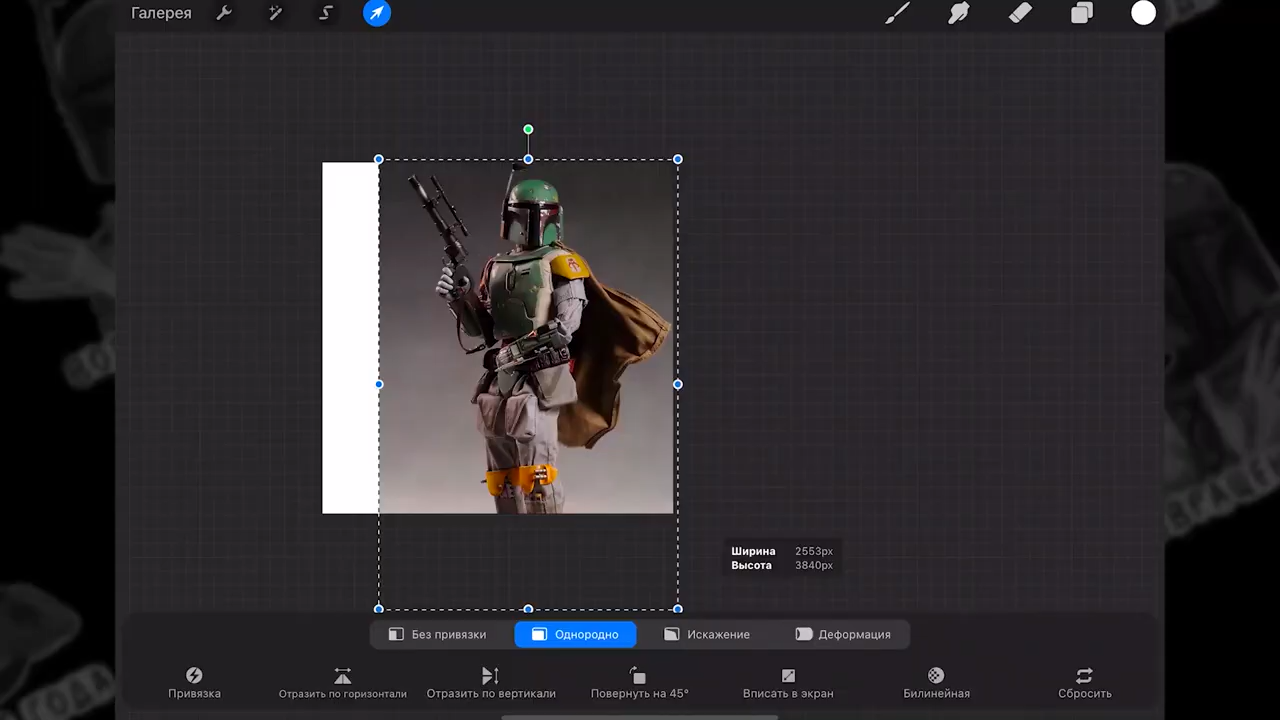 Галерея
Ширина 2553px
Высота 3840px
Без привязки
Однородно
Искажение
Деформация
Привязка
Отразить по горизонтали
Отразить по вертикали
Повернуть на 45°
Вписать в экран
Билинейная
Сбросить